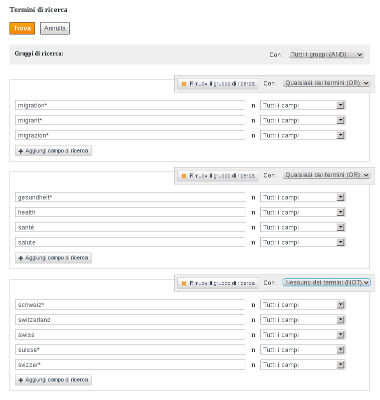 Termini di ricerca
Trova Annulla
Gruppi di ricerca: Con: Tutti i gruppi (AND)
Rimuovi il gruppo di ricerca Con: Qualsiasi dei termini (OR)
migration* in Tutti i campi
migrant* in Tutti i campi
migrazion* in Tutti i campi
Aggiungi campo di ricerca
Rimuovi il gruppo di ricerca Con: Qualsiasi dei termini (OR)
gesundheit* in Tutti i campi
health in Tutti i campi
santé in Tutti i campi
salute in Tutti i campi
Aggiungi campo di ricerca
Rimuovi il gruppo di ricerca Con: Nessuno dei termini (NOT)
schweiz* in Tutti i campi
switzerland in Tutti i campi
swiss in Tutti i campi
suisse* in Tutti i campi
svizzer* in Tutti i campi
Aggiungi campo di ricerca